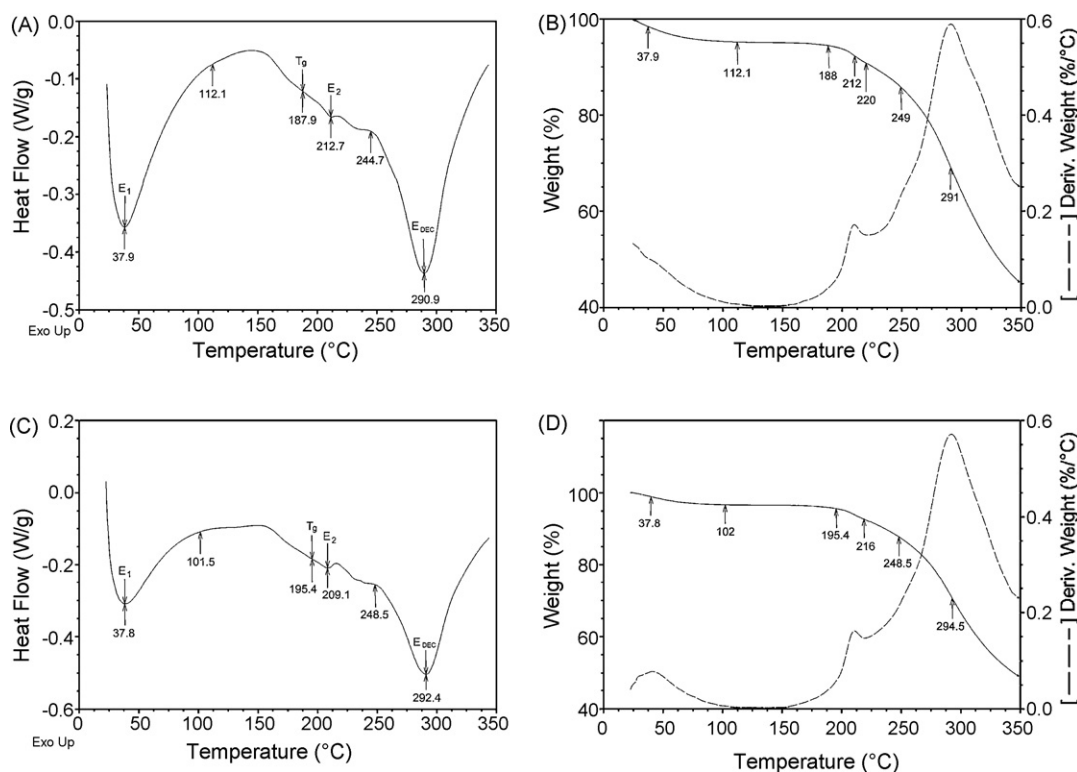 (A)
Heat Flow (W/g)
0.0
-0.1
-0.2
-0.3
-0.4
-0.5
Exo Up
0 50 100 150 200 250 300 350
Temperature (°C)
E1
37.9
112.1
Tg
187.9
E2
212.7
244.7
EDEC
290.9
(B)
Weight (%)
100
80
60
40
0 50 100 150 200 250 300 350
Temperature (°C)
0.6
0.4
0.2
0.0
[ — — – ] Deriv. Weight (%/°C)
37.9
112.1
188
212
220
249
291
(C)
Heat Flow (W/g)
0.2
0.0
-0.2
-0.4
-0.6
Exo Up
0 50 100 150 200 250 300 350
Temperature (°C)
E1
37.8
101.5
Tg
195.4
E2
209.1
248.5
EDEC
292.4
(D)
Weight (%)
100
80
60
40
0 50 100 150 200 250 300 350
Temperature (°C)
0.6
0.4
0.2
0.0
[ — — – ] Deriv. Weight (%/°C)
37.8
102
195.4
216
248.5
294.5